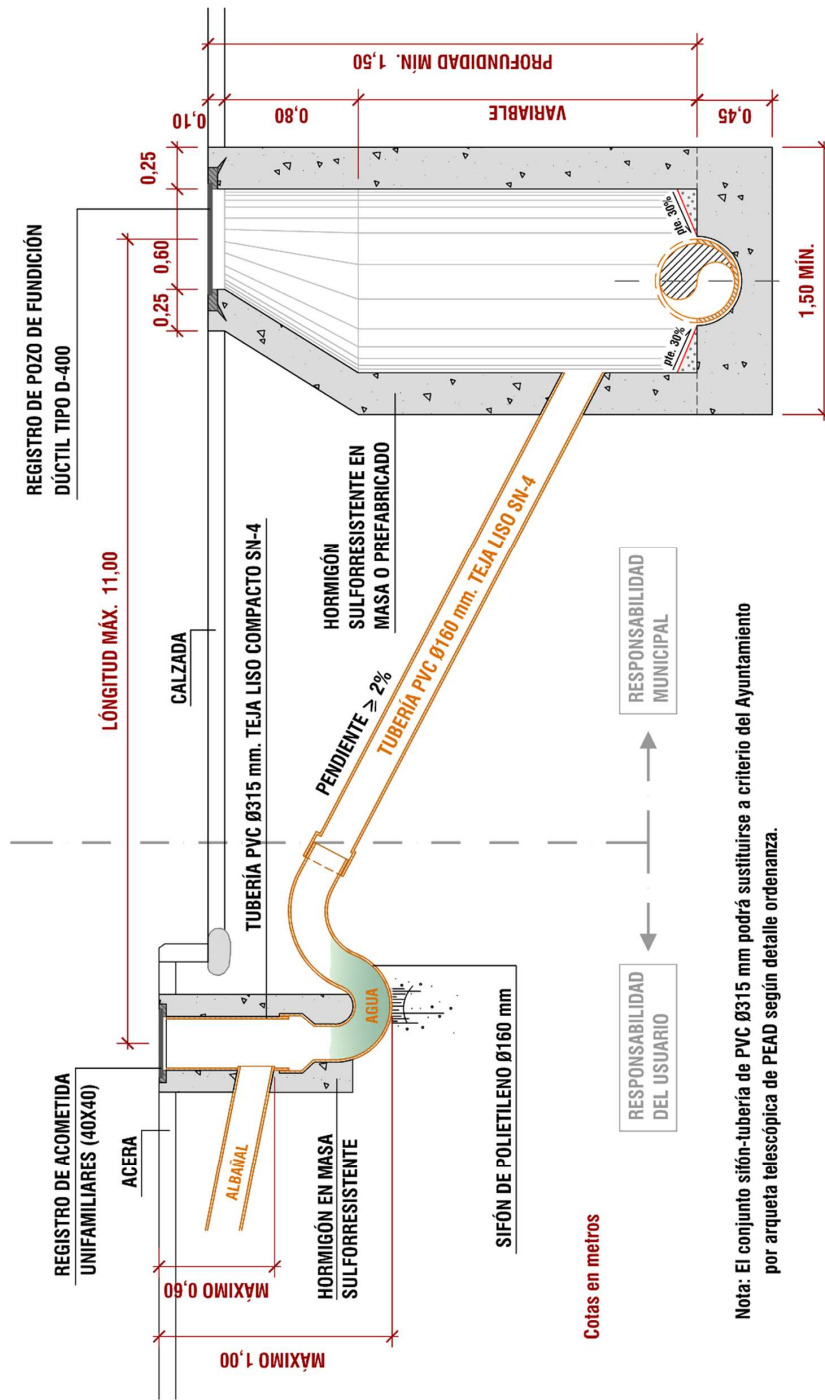 REGISTRO DE ACOMETIDA
UNIFAMILIARES (40X40)
ACERA
MÁXIMO 0,60
MÁXIMO 1,00
ALBAÑAL
HORMIGÓN EN MASA
SULFORRESISTENTE
AGUA
SIFÓN DE POLIETILENO Ø160 mm
LÓNGITUD MÁX. 11,00
CALZADA
TUBERÍA PVC Ø315 mm. TEJA LISO COMPACTO SN-4
PENDIENTE ⩾ 2%
TUBERÍA PVC Ø160 mm. TEJA LISO SN-4
HORMIGÓN
SULFORRESISTENTE EN
MASA O PREFABRICADO
REGISTRO DE POZO DE FUNDICIÓN
DÚCTIL TIPO D-400
0,25
0,60
0,25
0,10
0,80
VARIABLE
PROFUNDIDAD MÍN. 1,50
0,45
pte. 30%
pte. 30%
1,50 MÍN.
RESPONSABILIDAD
DEL USUARIO
RESPONSABILIDAD
MUNICIPAL
Cotas en metros
Nota: El conjunto sifón-tubería de PVC Ø315 mm podrá sustituirse a criterio del Ayuntamiento
por arqueta telescópica de PEAD según detalle ordenanza.